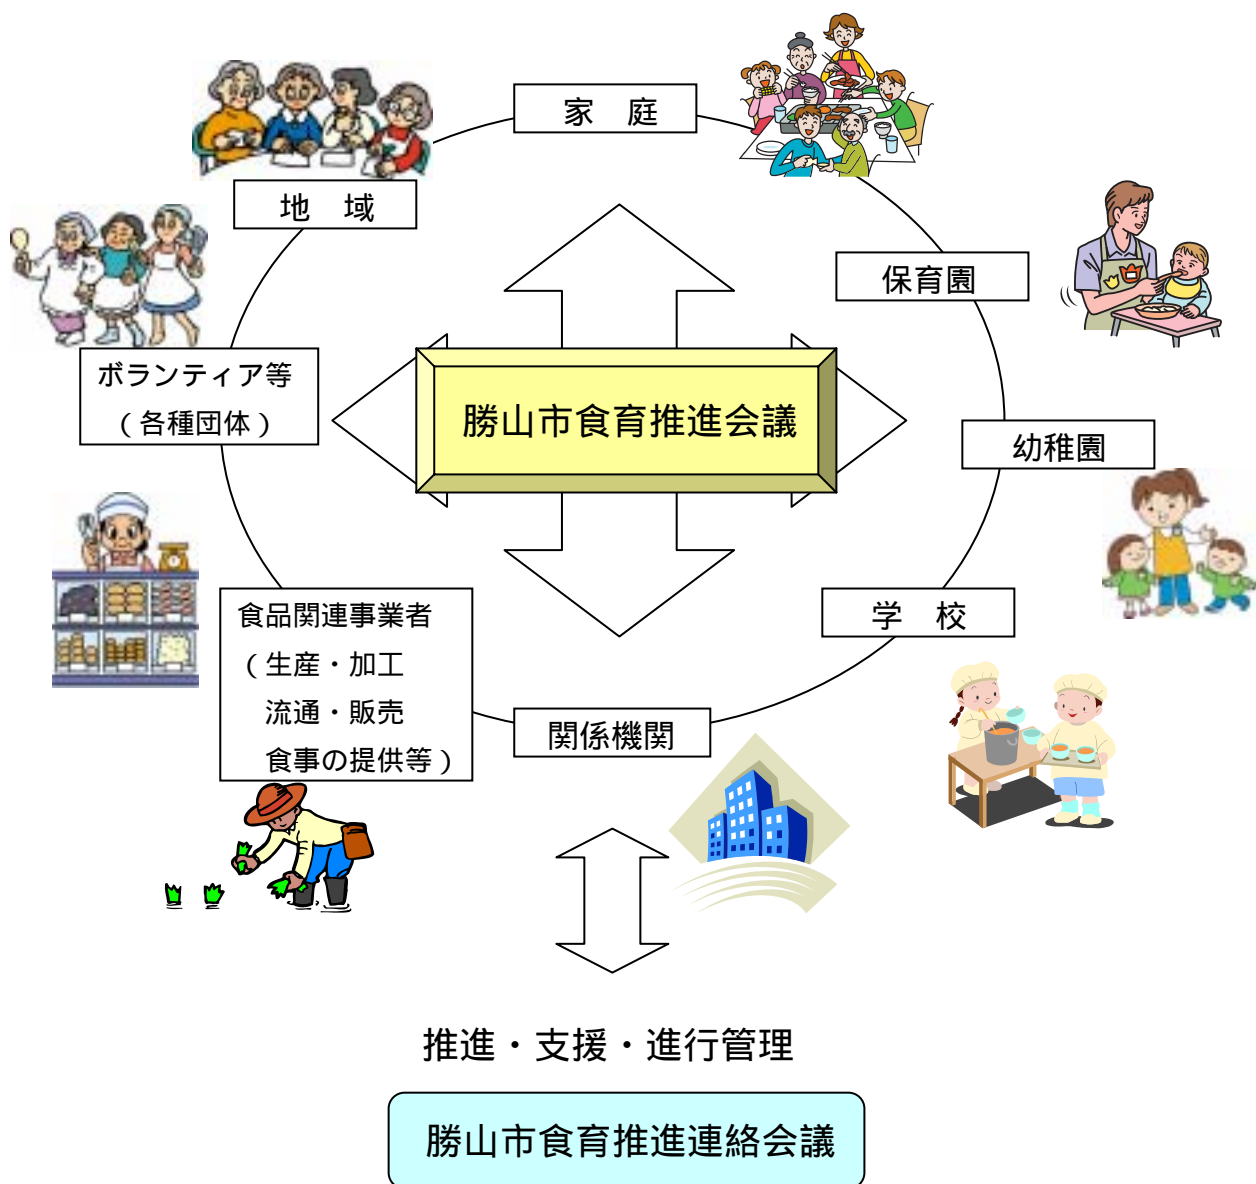 家　庭
地　域
保育園
ボランティア等
（各種団体）
勝山市食育推進会議
幼稚園
食品関連事業者
（生産・加工
流通・販売
食事の提供等）
学　校
関係機関
推進・支援・進行管理
勝山市食育推進連絡会議